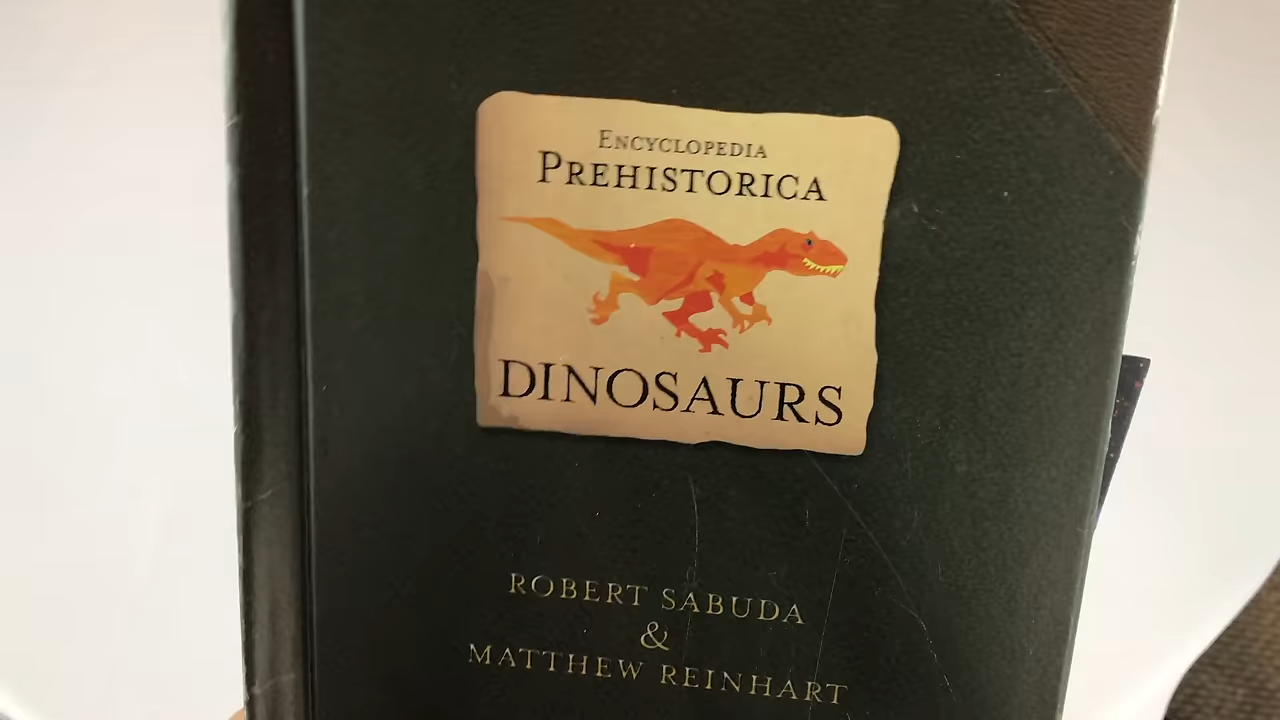 ENCYCLOPEDIA
PREHISTORICA
DINOSAURS
ROBERT SABUDA
&
MATTHEW REINHART